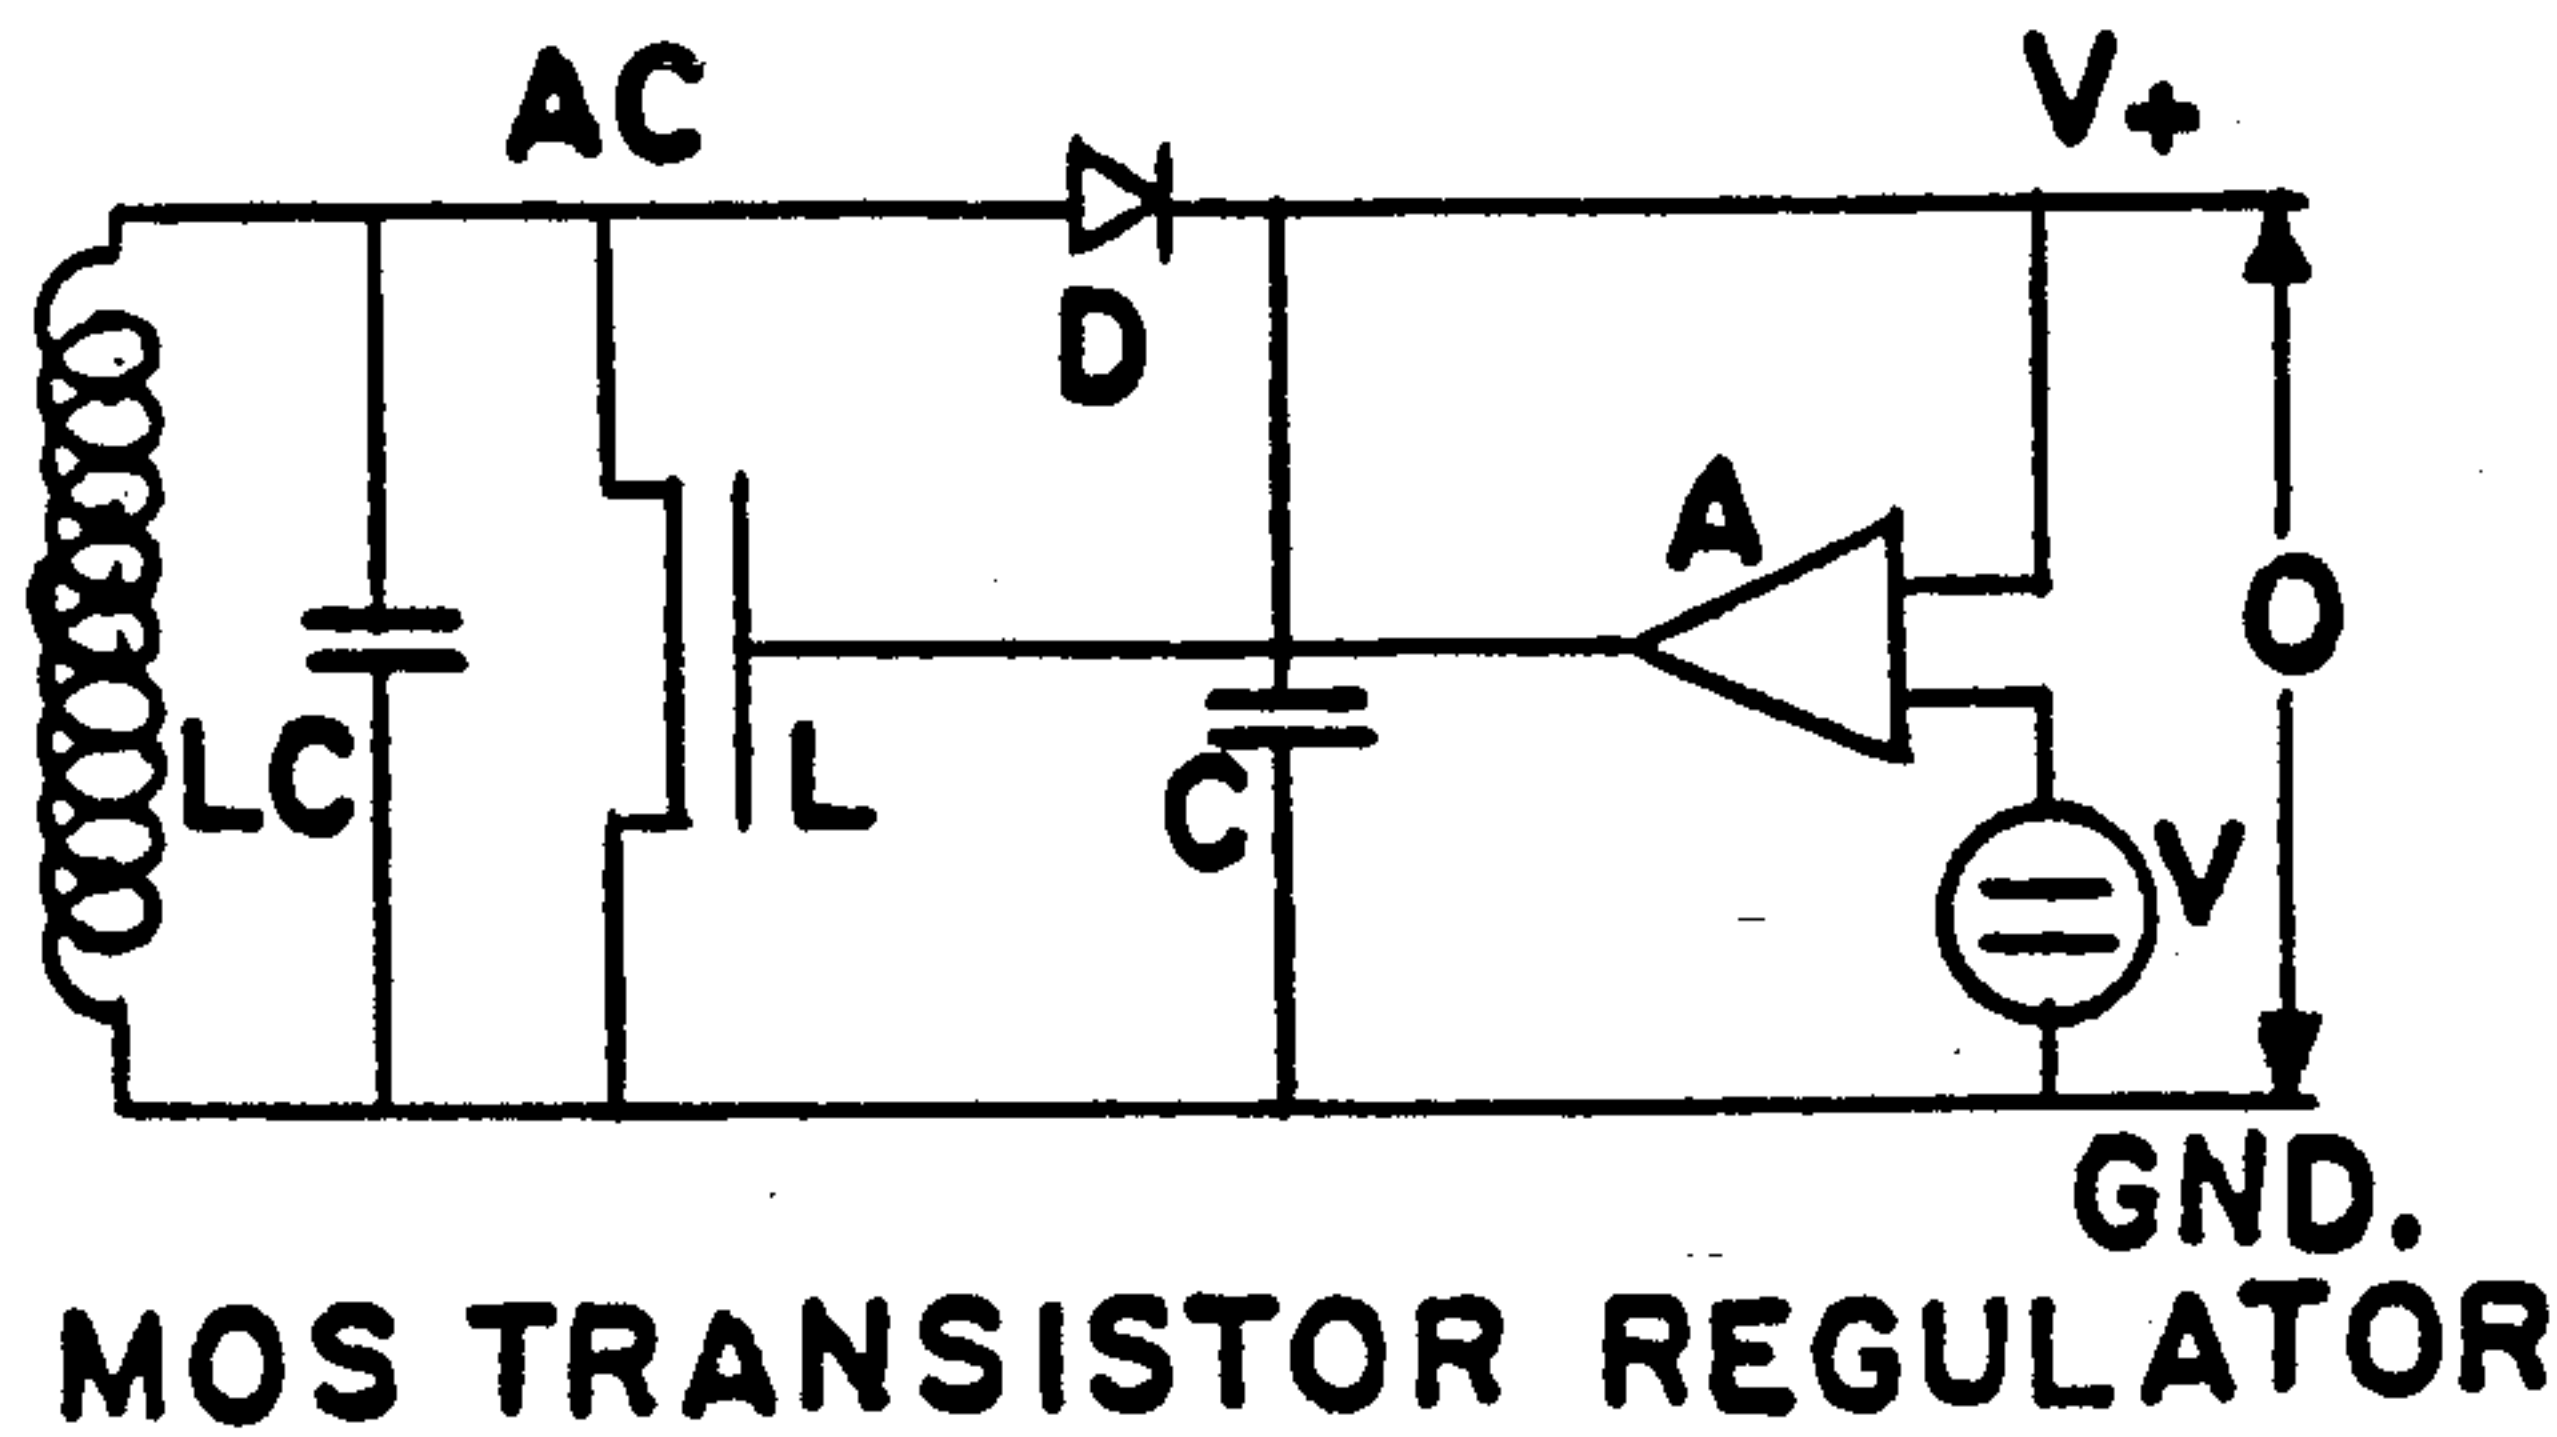 AC
V+
D
A
O
LC
L
C
V
GND.
MOS TRANSISTOR REGULATOR